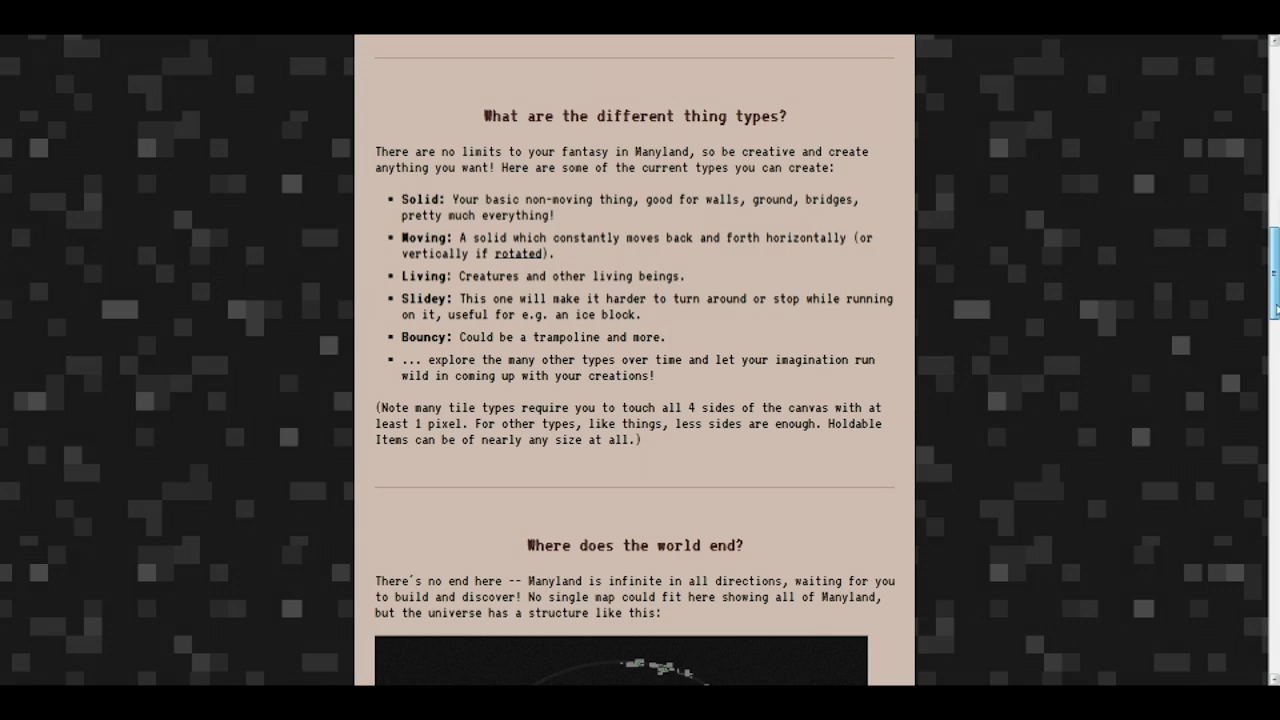 What are the different thing types?
There are no limits to your fantasy in Manyland, so be creative and create
anything you want! Here are some of the current types you can create:
▪ Solid: Your basic non-moving thing, good for walls, ground, bridges,
pretty much everything!
▪ Moving: A solid which constantly moves back and forth horizontally (or
vertically if rotated).
▪ Living: Creatures and other living beings.
▪ Slidey: This one will make it harder to turn around or stop while running
on it, useful for e.g. an ice block.
▪ Bouncy: Could be a trampoline and more.
▪ ... explore the many other types over time and let your imagination run
wild in coming up with your creations!
(Note many tile types require you to touch all 4 sides of the canvas with at
least 1 pixel. For other types, like things, less sides are enough. Holdable
Items can be of nearly any size at all.)
Where does the world end?
There's no end here -- Manyland is infinite in all directions, waiting for you
to build and discover! No single map could fit here showing all of Manyland,
but the universe has a structure like this: